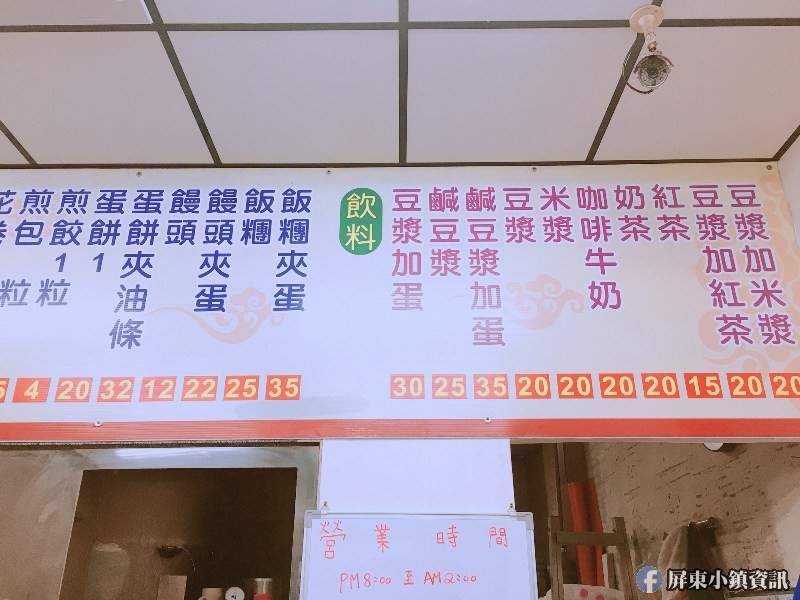 煎包粒
煎餃1粒
蛋餅1
蛋餅夾油條
饅頭
饅頭夾蛋
飯糰
飯糰夾蛋
4 20 32 12 22 25 35
飲料
豆漿加蛋
鹹豆漿
鹹豆漿加蛋
豆漿
米漿
咖啡牛奶
奶茶
紅茶
豆漿加紅茶
豆漿加米漿
30 25 35 20 20 20 20 15 20 20
營業時間
PM8:00 至 AM2:00
f 屏東小鎮資訊